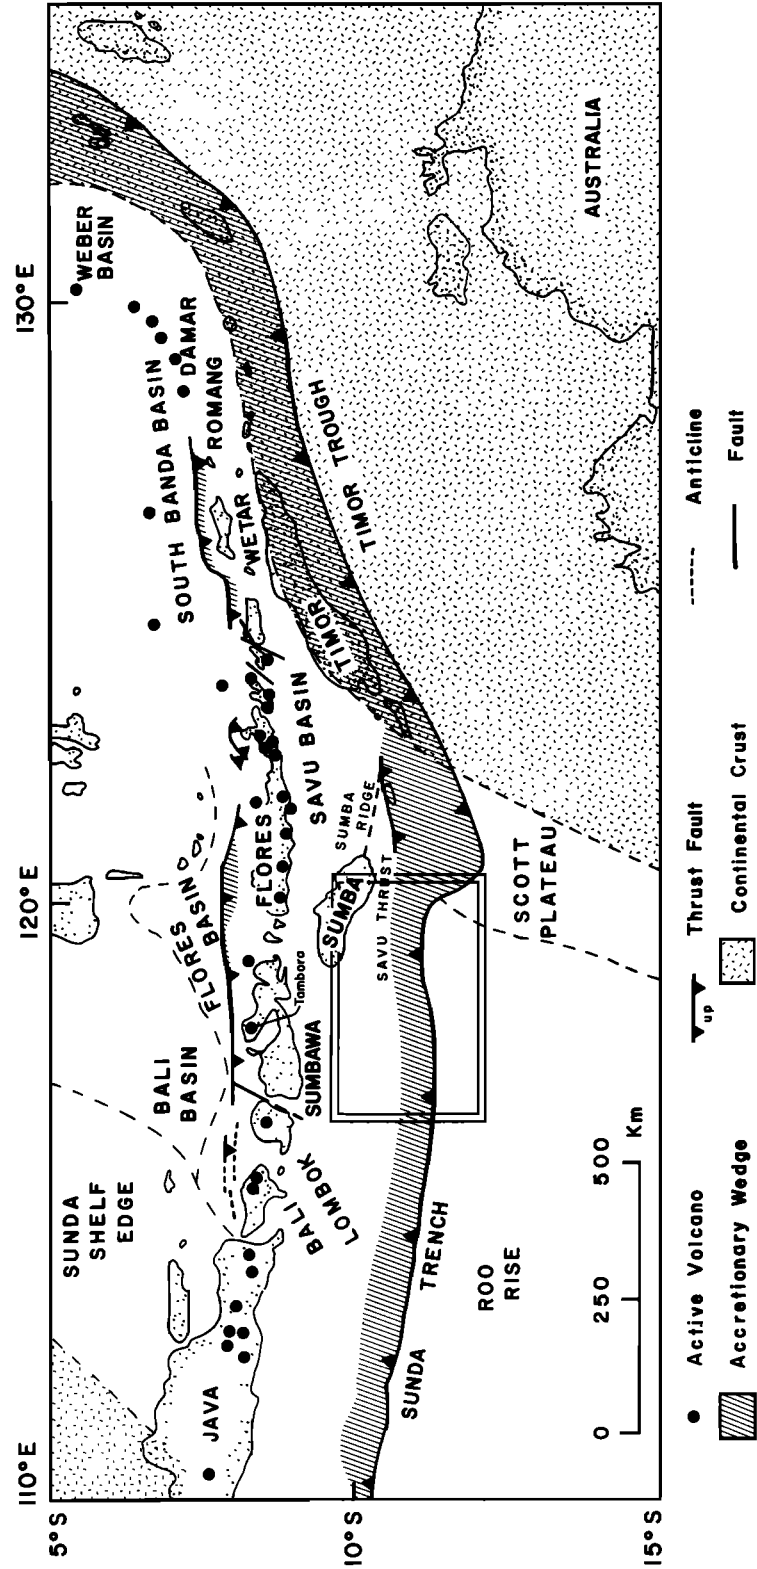 110°E
120°E
130°E
5°S
10°S
15°S
SUNDA
SHELF
EDGE
BALI
BASIN
FLORES
BASIN
SOUTH BANDA BASIN
WEBER
BASIN
DAMAR
ROMANG
WETAR
JAVA
BALI
LOMBOK
SUMBAWA
Tambora
FLORES
SAVU BASIN
TIMOR
SUMBA
SUMBA
RIDGE
SAVU THRUST
TIMOR TROUGH
SUNDA
TRENCH
ROO
RISE
SCOTT
PLATEAU
AUSTRALIA
0
250
500
Km
Active Volcano
up
Thrust Fault
Anticline
Accretionary Wedge
Continental Crust
Fault